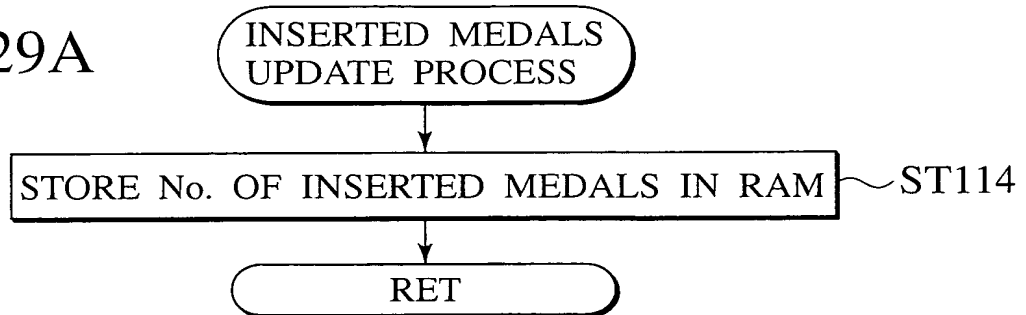 29A
INSERTED MEDALS
UPDATE PROCESS
STORE No. OF INSERTED MEDALS IN RAM
ST114
RET